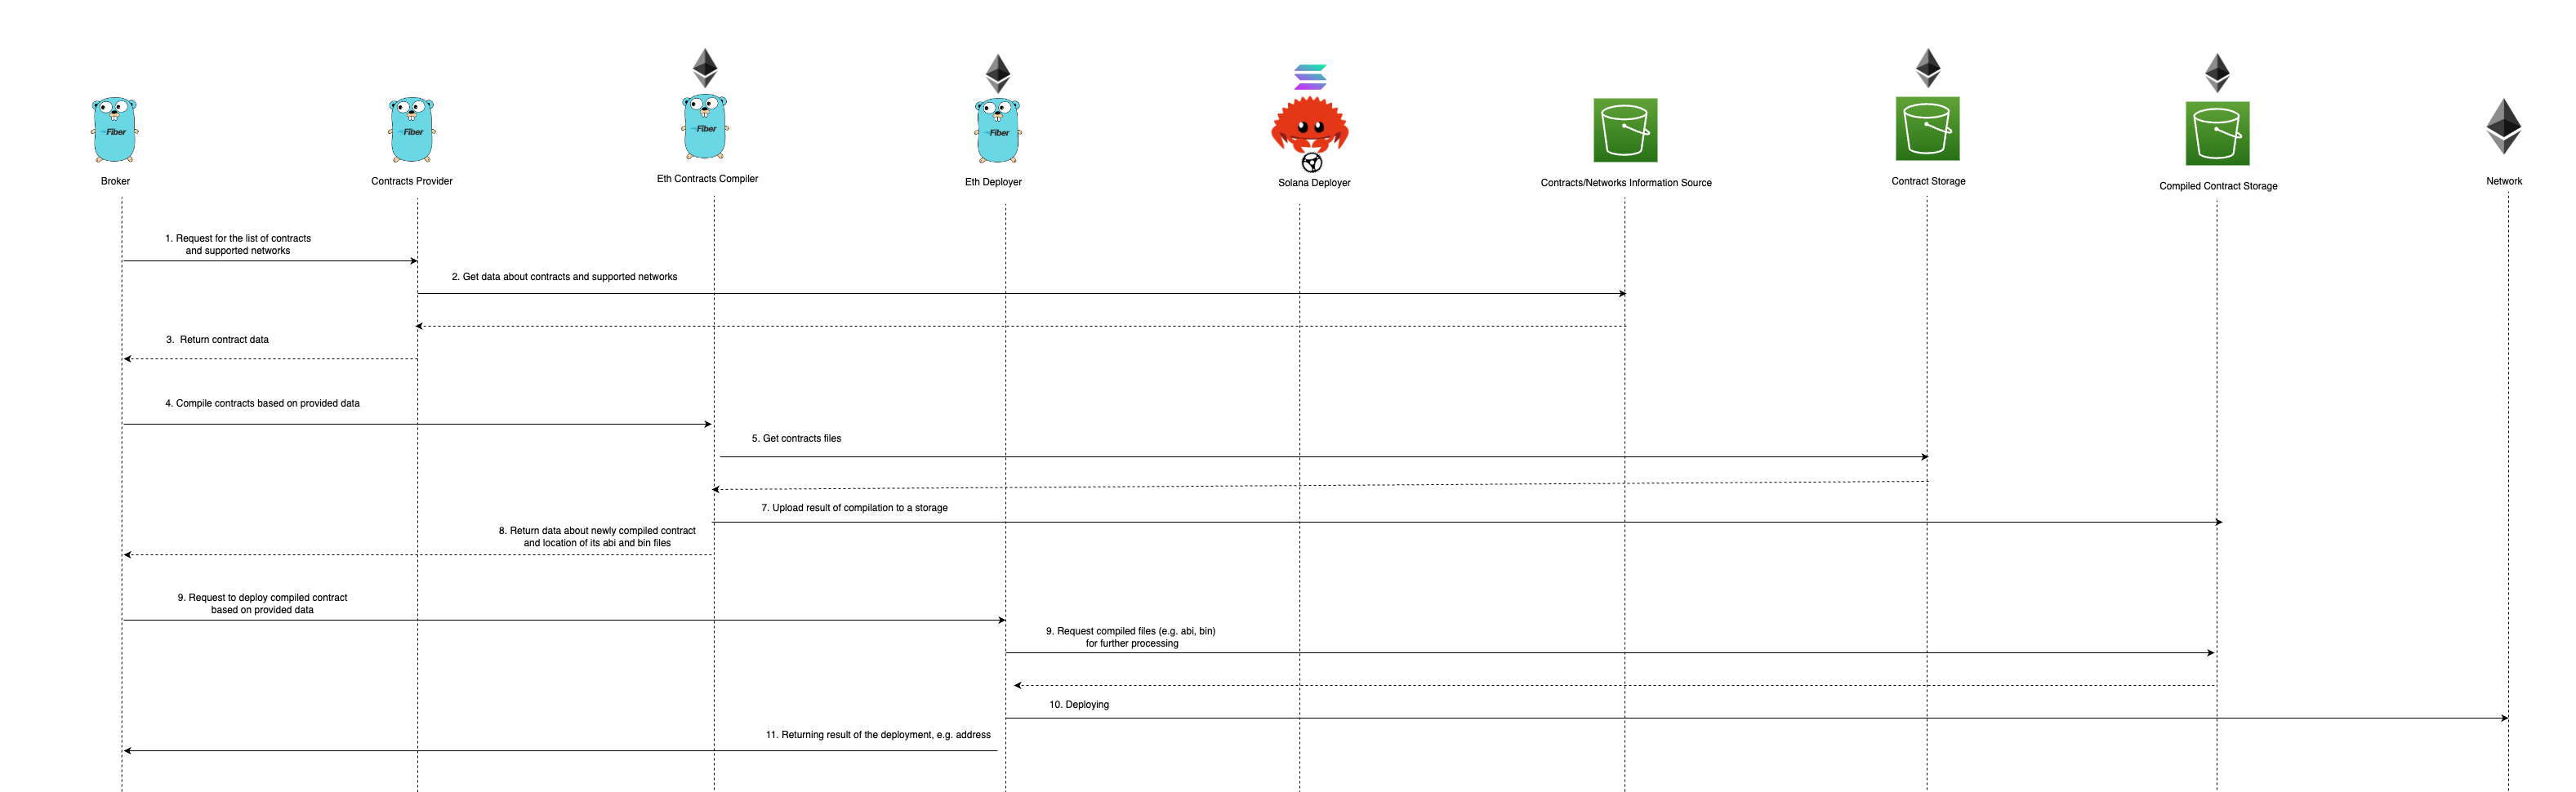 Fiber
Fiber
Fiber
Fiber
Broker
Contracts Provider
Eth Contracts Compiler
Eth Deployer
Solana Deployer
Contracts/Networks Information Source
Contract Storage
Compiled Contract Storage
Network
1. Request for the list of contracts
and supported networks
2. Get data about contracts and supported networks
3. Return contract data
4. Compile contracts based on provided data
5. Get contracts files
7. Upload result of compilation to a storage
8. Return data about newly compiled contract
and location of its abi and bin files
9. Request to deploy compiled contract
based on provided data
9. Request compiled files (e.g. abi, bin)
for further processing
10. Deploying
11. Returning result of the deployment, e.g. address